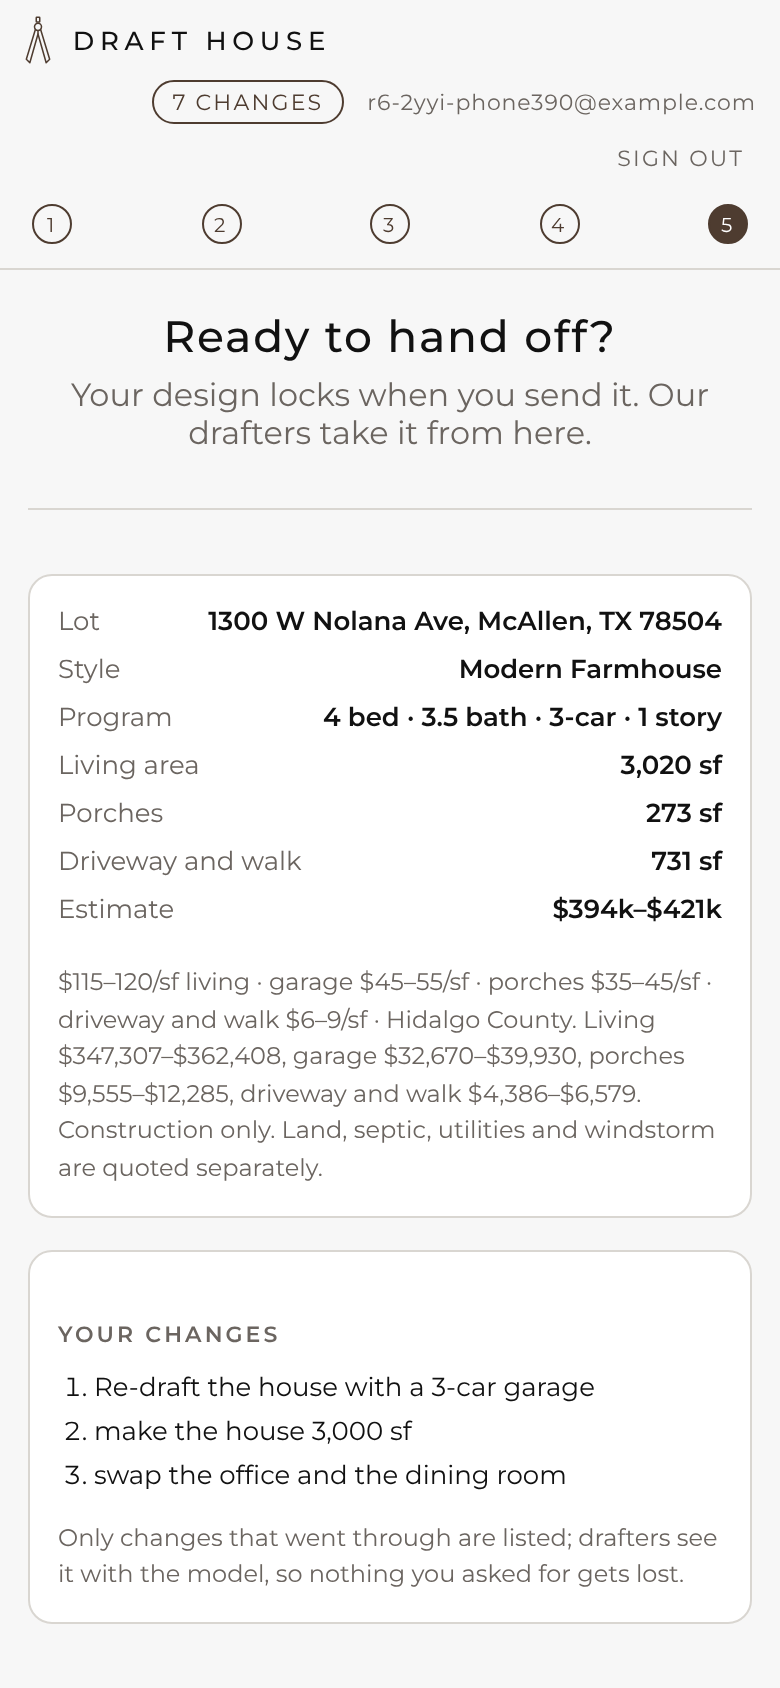 DRAFT HOUSE
7 CHANGES r6-2yyi-phone390@example.com
SIGN OUT
1 2 3 4 5
Ready to hand off?
Your design locks when you send it. Our
drafters take it from here.
Lot 1300 W Nolana Ave, McAllen, TX 78504
Style Modern Farmhouse
Program 4 bed · 3.5 bath · 3-car · 1 story
Living area 3,020 sf
Porches 273 sf
Driveway and walk 731 sf
Estimate $394k–$421k
$115–120/sf living · garage $45–55/sf · porches $35–45/sf ·
driveway and walk $6–9/sf · Hidalgo County. Living
$347,307–$362,408, garage $32,670–$39,930, porches
$9,555–$12,285, driveway and walk $4,386–$6,579.
Construction only. Land, septic, utilities and windstorm
are quoted separately.
YOUR CHANGES
1. Re-draft the house with a 3-car garage
2. make the house 3,000 sf
3. swap the office and the dining room
Only changes that went through are listed; drafters see
it with the model, so nothing you asked for gets lost.